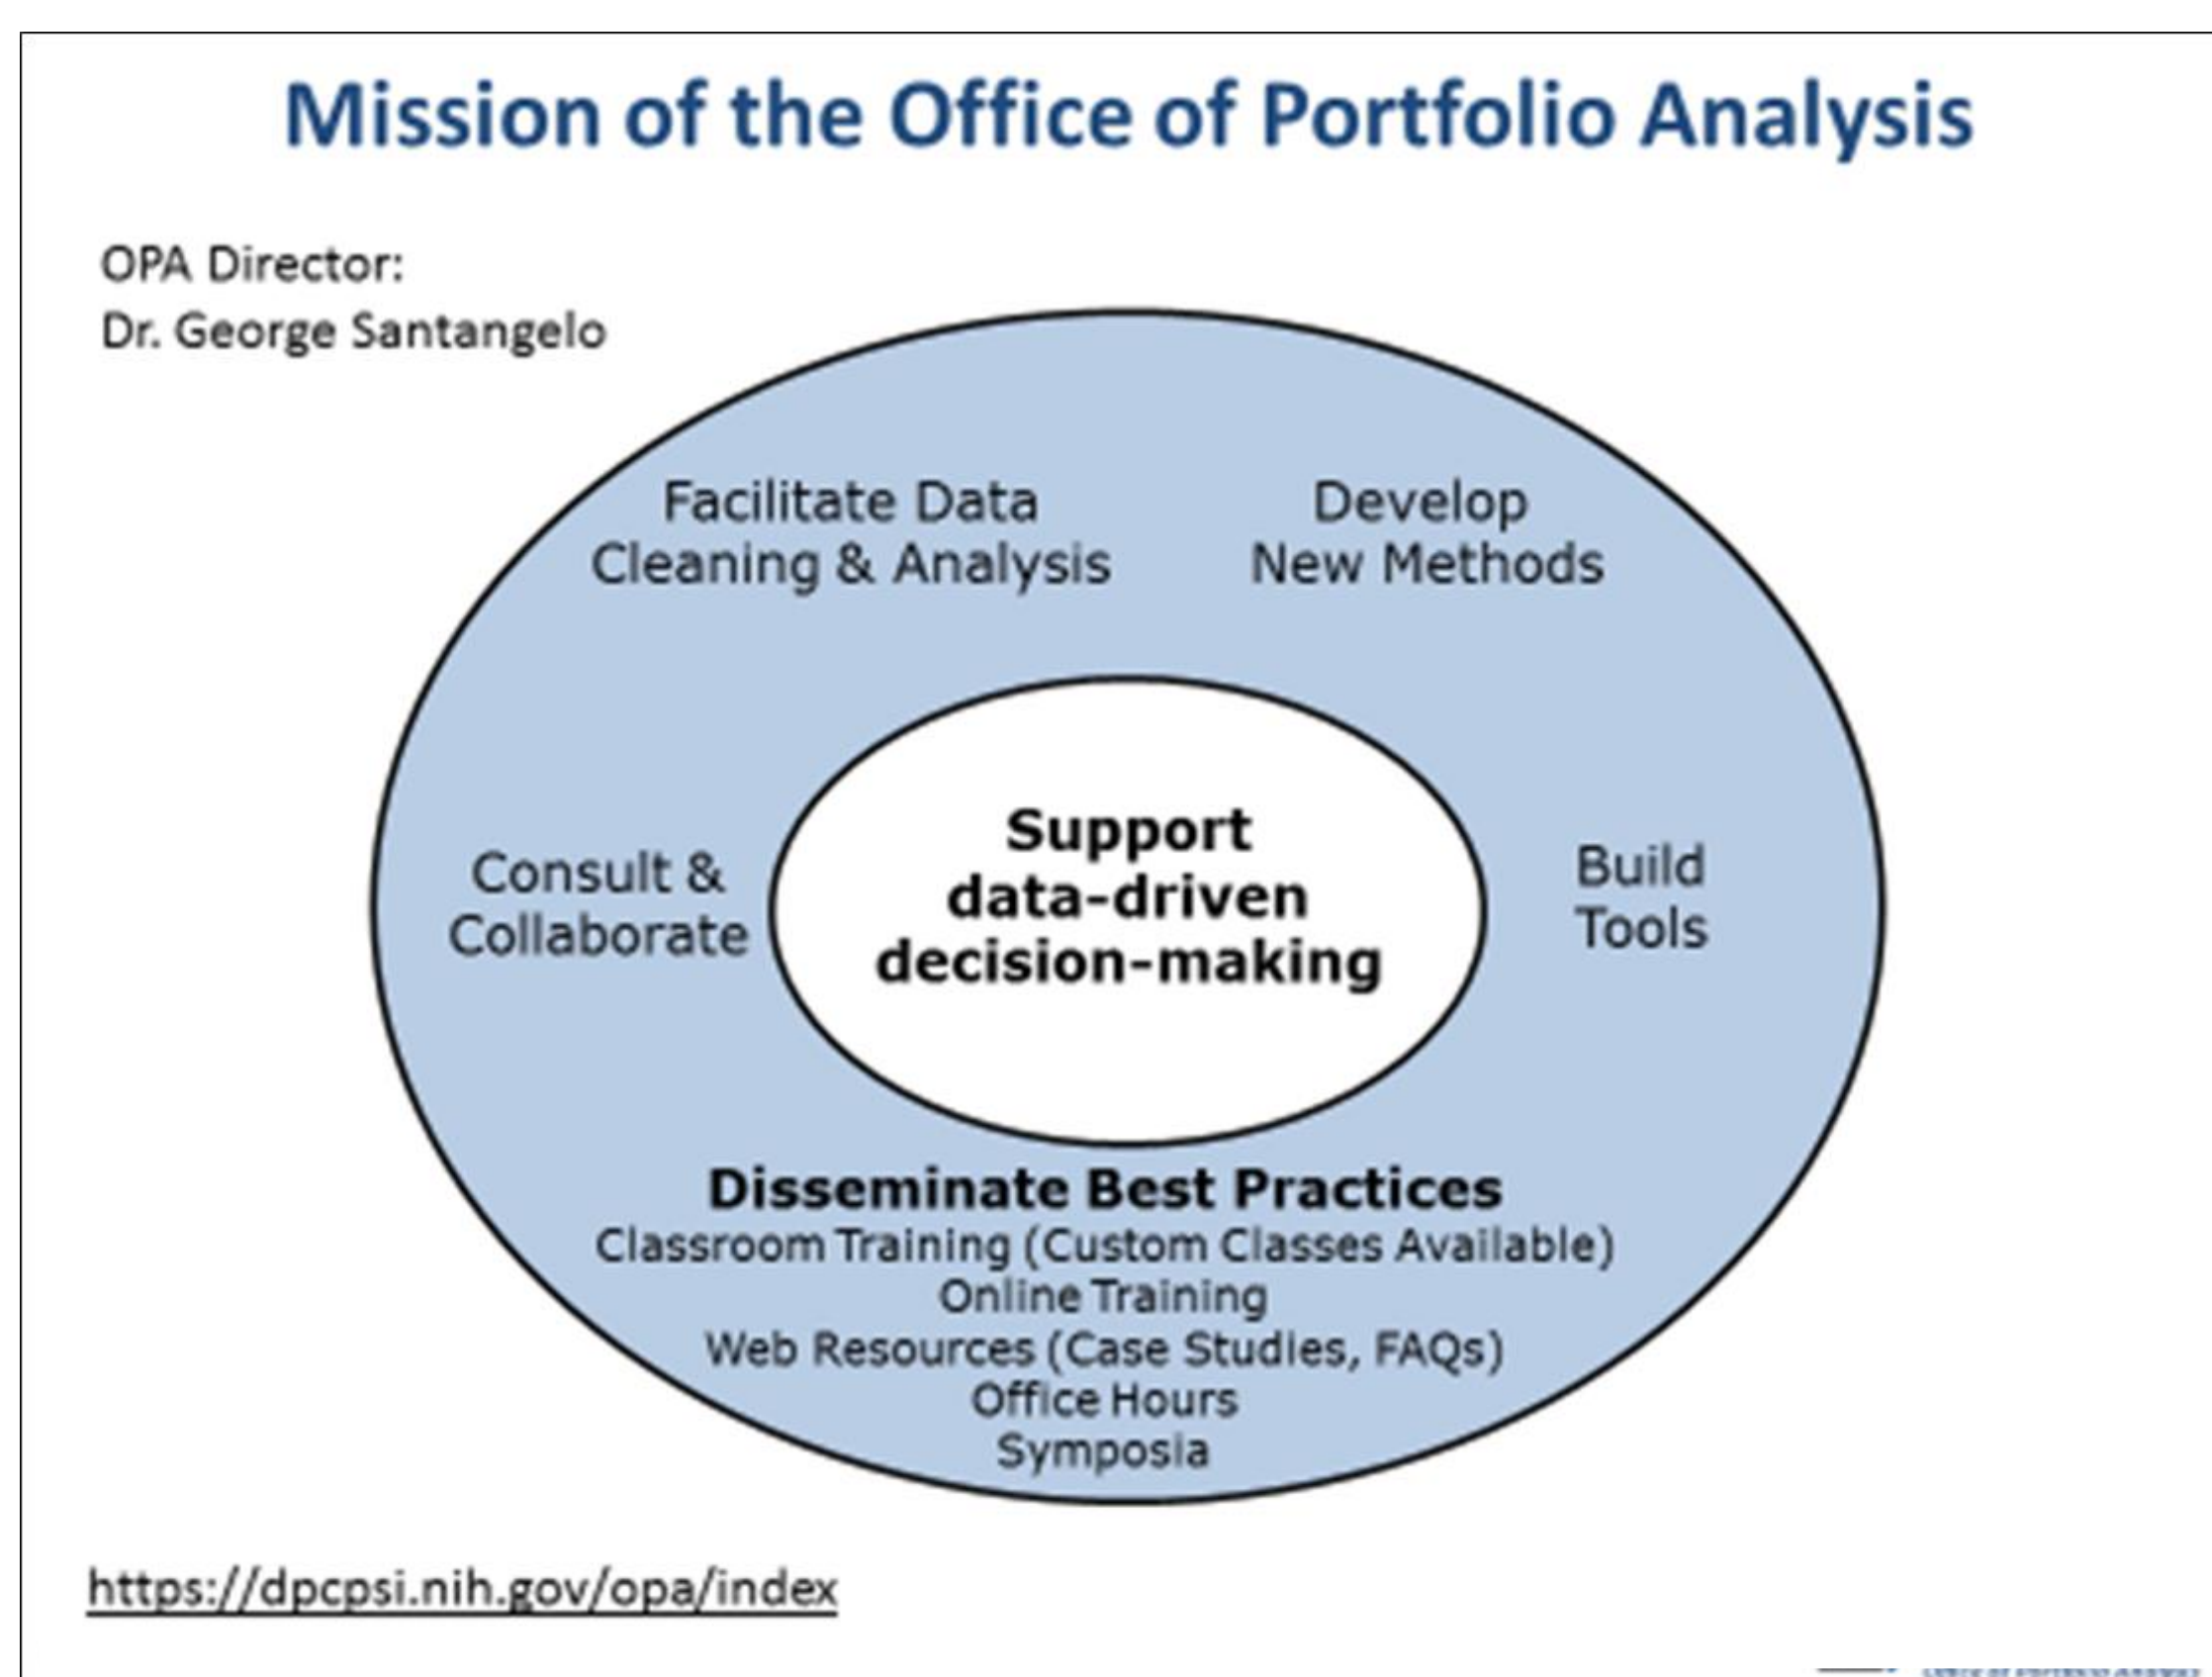 Mission of the Office of Portfolio Analysis
OPA Director:
Dr. George Santangelo
Facilitate Data
Cleaning & Analysis
Develop
New Methods
Consult &
Collaborate
Support
data-driven
decision-making
Build
Tools
Disseminate Best Practices
Classroom Training (Custom Classes Available)
Online Training
Web Resources (Case Studies, FAQs)
Office Hours
Symposia
https://dpcpsi.nih.gov/opa/index